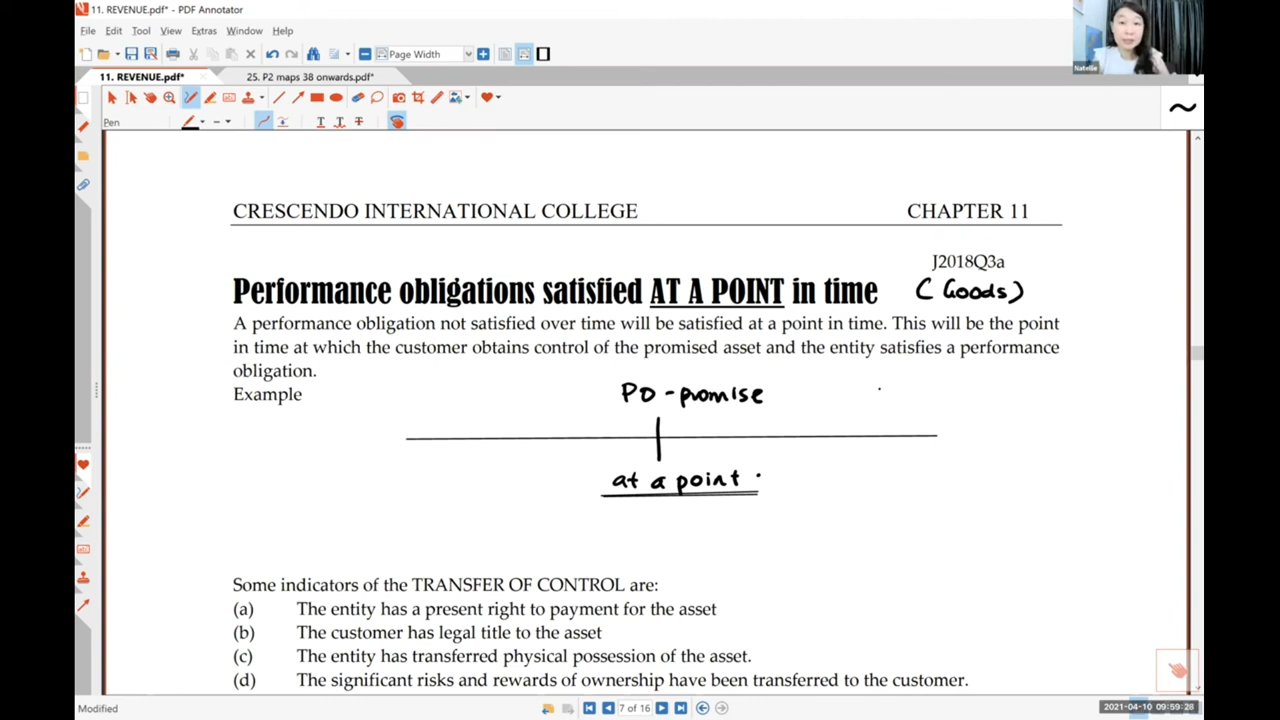 11. REVENUE.pdf* - PDF Annotator
File Edit Tool View Extras Window Help
Page Width
11. REVENUE.pdf* 25. P2 maps 38 onwards.pdf*
Pen
Natellie
CRESCENDO INTERNATIONAL COLLEGE CHAPTER 11
J2018Q3a
Performance obligations satisfied AT A POINT in time (Goods)
A performance obligation not satisfied over time will be satisfied at a point in time. This will be the point
in time at which the customer obtains control of the promised asset and the entity satisfies a performance
obligation.
Example
PO - promise
at a point
Some indicators of the TRANSFER OF CONTROL are:
(a) The entity has a present right to payment for the asset
(b) The customer has legal title to the asset
(c) The entity has transferred physical possession of the asset.
(d) The significant risks and rewards of ownership have been transferred to the customer.
Modified 7 of 16 2021-04-10 09:59:28